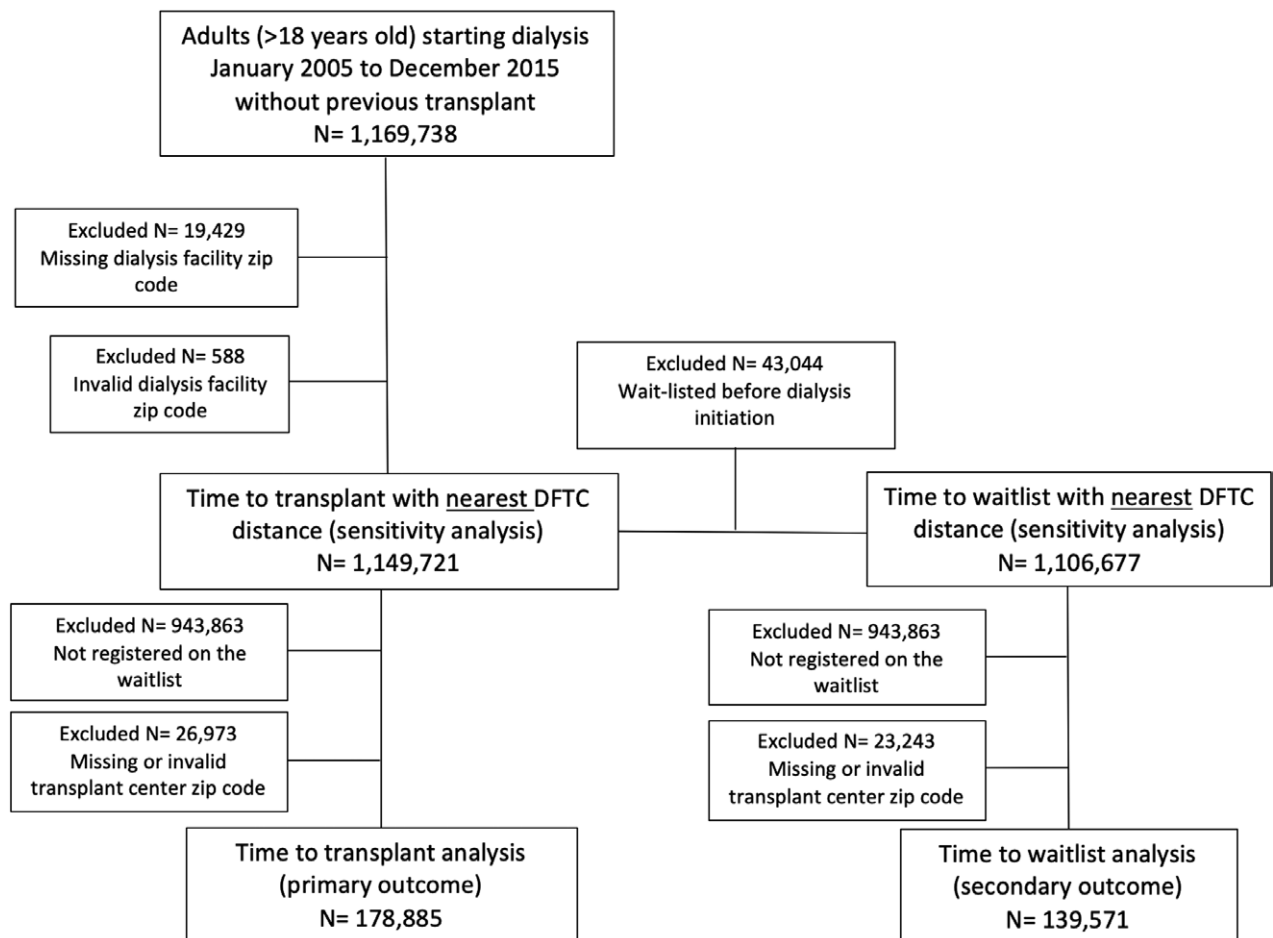 Adults (>18 years old) starting dialysis
January 2005 to December 2015
without previous transplant
N= 1,169,738
Excluded N= 19,429
Missing dialysis facility zip
code
Excluded N= 588
Invalid dialysis facility
zip code
Excluded N= 43,044
Wait-listed before dialysis
initiation
Time to transplant with nearest DFTC
distance (sensitivity analysis)
N= 1,149,721
Time to waitlist with nearest DFTC
distance (sensitivity analysis)
N= 1,106,677
Excluded N= 943,863
Not registered on the
waitlist
Excluded N= 26,973
Missing or invalid
transplant center zip code
Excluded N= 943,863
Not registered on the
waitlist
Excluded N= 23,243
Missing or invalid
transplant center zip code
Time to transplant analysis
(primary outcome)
N= 178,885
Time to waitlist analysis
(secondary outcome)
N= 139,571